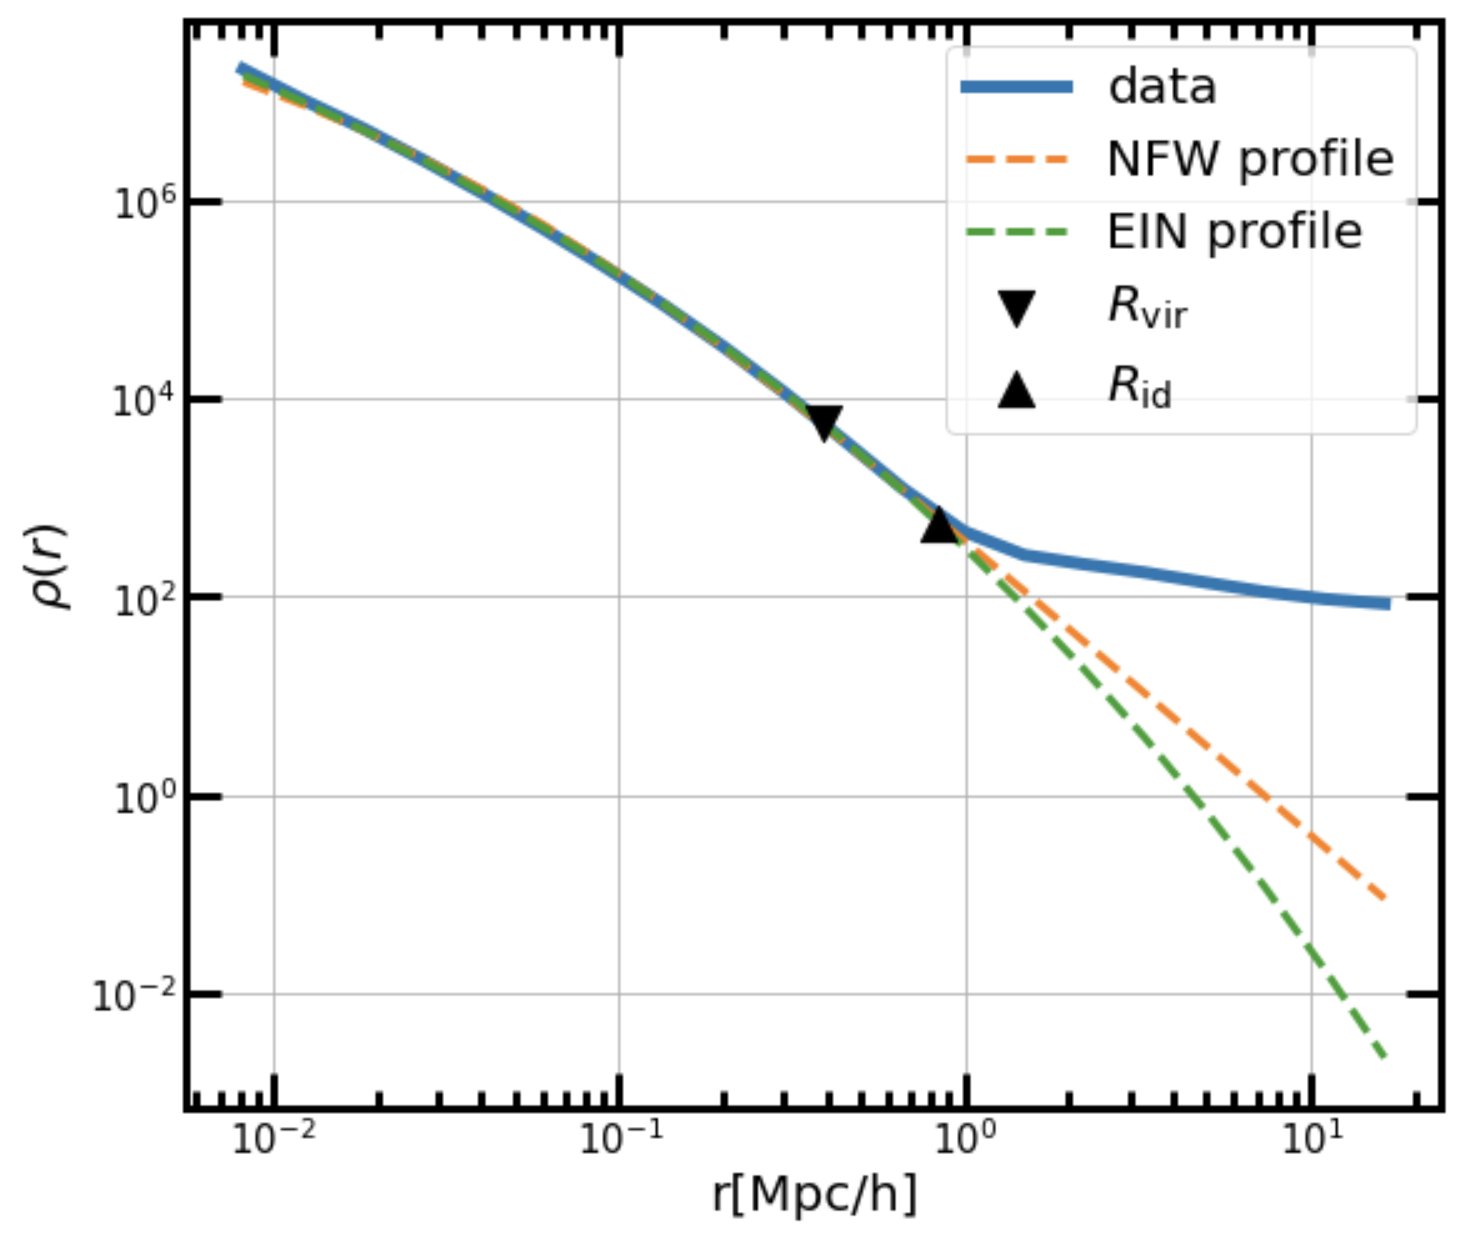 data
NFW profile
EIN profile
R_vir
R_id
10^6
10^4
10^2
10^0
10^−2
ρ(r)
10^−2 10^−1 10^0 10^1
r[Mpc/h]